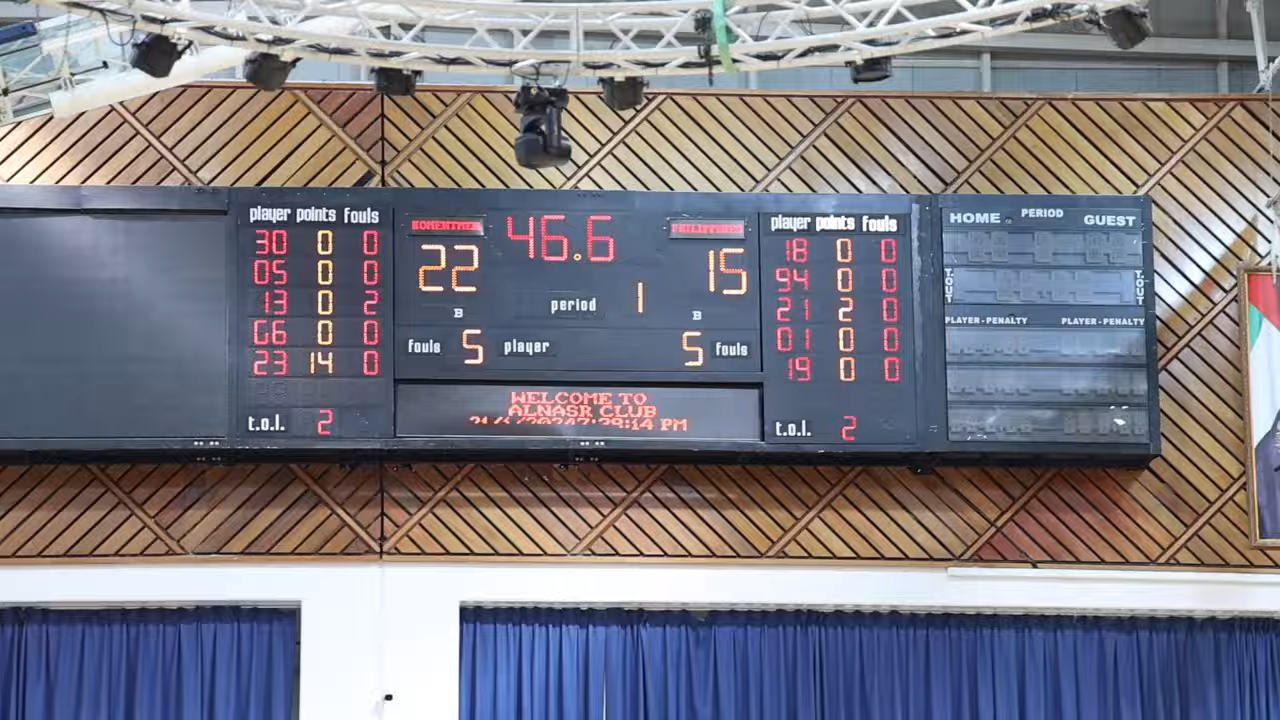 player points fouls
30 0 0
05 0 0
13 0 2
06 0 0
23 14 0
t.o.l. 2
46.6
PHILIPPINES
22 15
period 1
B B
fouls 5 player 5 fouls
WELCOME TO
ALNASR CLUB
player points fouls
18 0 0
94 0 0
21 2 0
01 0 0
19 0 0
t.o.l. 2
HOME PERIOD GUEST
T.OUT T.OUT
PLAYER-PENALTY PLAYER-PENALTY